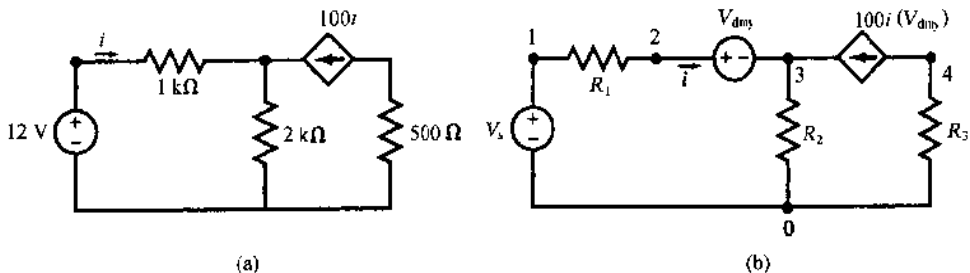 100i
i
1 kΩ
12 V
2 kΩ
500 Ω
(a)
V_dmy
100i (V_dmy)
1
2
3
4
R_1
i
V_s
R_2
R_3
0
(b)